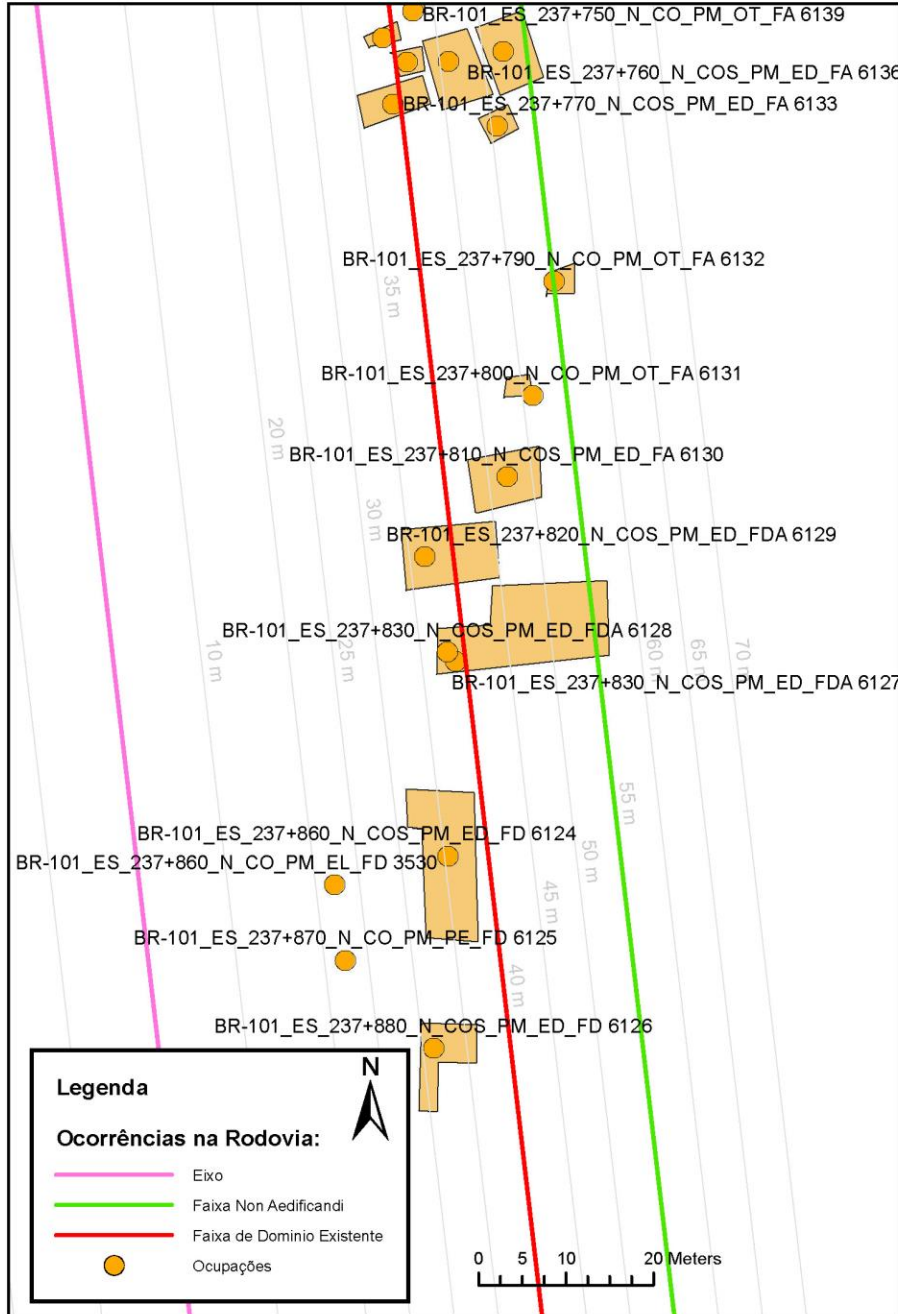 BR-101_ES_237+750_N_CO_PM_OT_FA 6139
BR-101_ES_237+760_N_COS_PM_ED_FA 6136
BR-101_ES_237+770_N_COS_PM_ED_FA 6133
BR-101_ES_237+790_N_CO_PM_OT_FA 6132
35 m
BR-101_ES_237+800_N_CO_PM_OT_FA 6131
20 m
BR-101_ES_237+810_N_COS_PM_ED_FA 6130
30 m
BR-101_ES_237+820_N_COS_PM_ED_FDA 6129
BR-101_ES_237+830_N_COS_PM_ED_FDA 6128
10 m
25 m
60 m
65 m
70 m
BR-101_ES_237+830_N_COS_PM_ED_FDA 6127
55 m
BR-101_ES_237+860_N_COS_PM_ED_FD 6124
50 m
BR-101_ES_237+860_N_CO_PM_EL_FD 3530
45 m
BR-101_ES_237+870_N_CO_PM_PE_FD 6125
40 m
BR-101_ES_237+880_N_COS_PM_ED_FD 6126
N
Legenda
Ocorrências na Rodovia:
Eixo
Faixa Non Aedificandi
Faixa de Dominio Existente
Ocupações
0 5 10 20 Meters